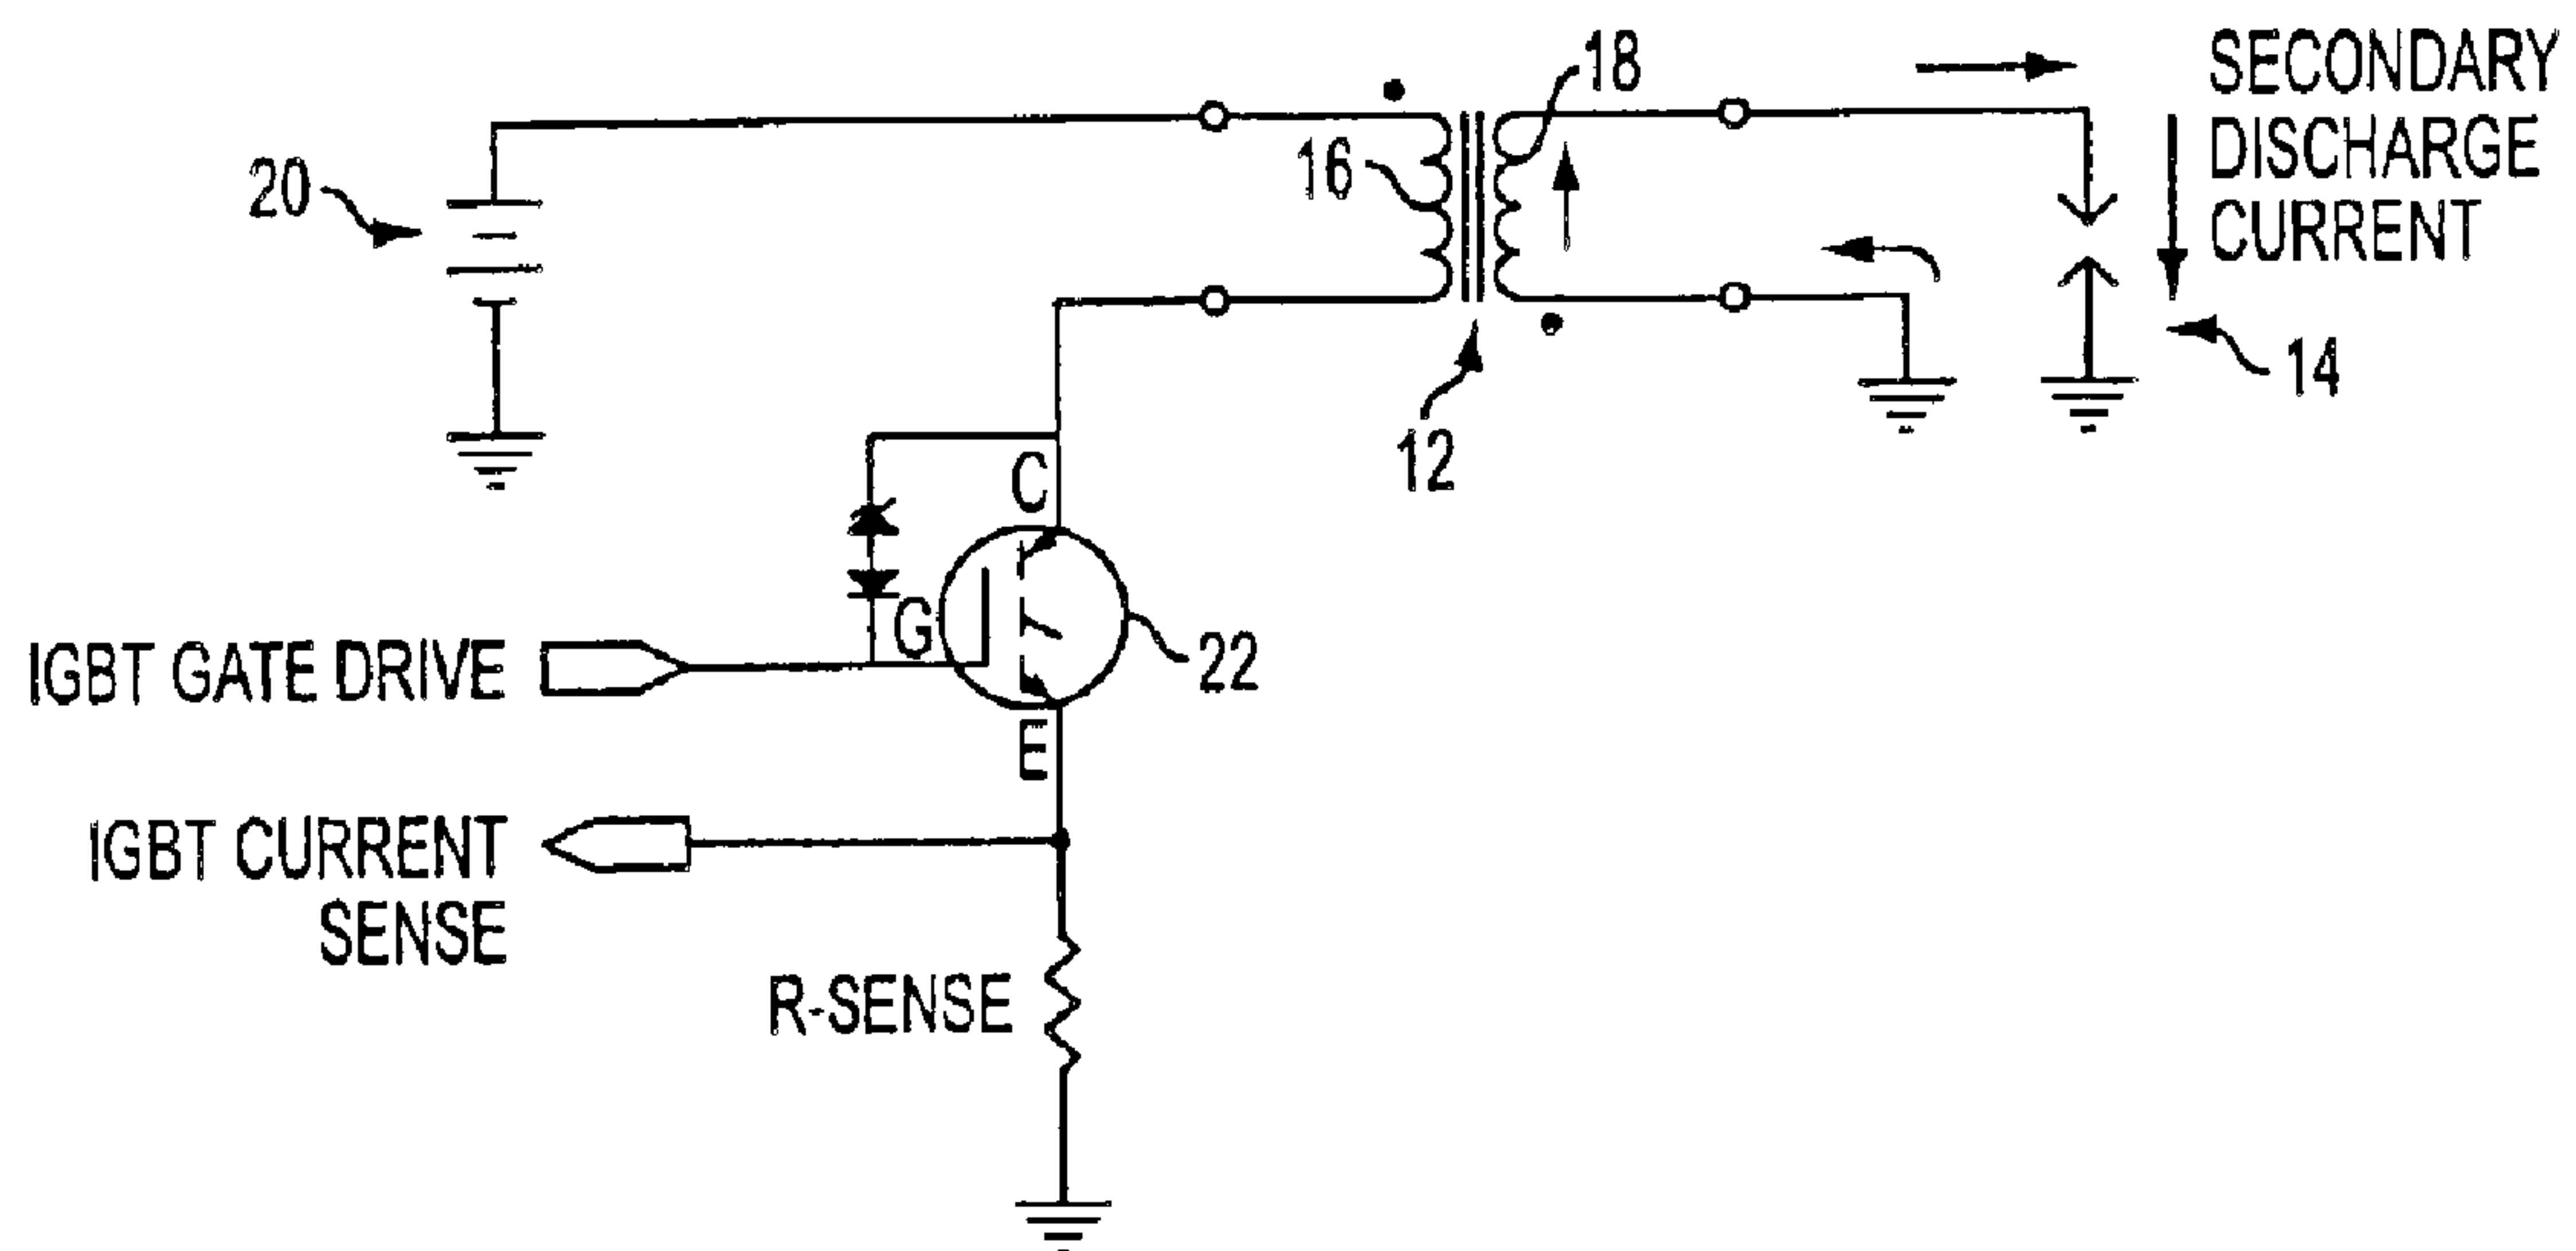 SECONDARY
DISCHARGE
CURRENT
18
16
20
14
12
C
G
22
IGBT GATE DRIVE
E
IGBT CURRENT
SENSE
R-SENSE